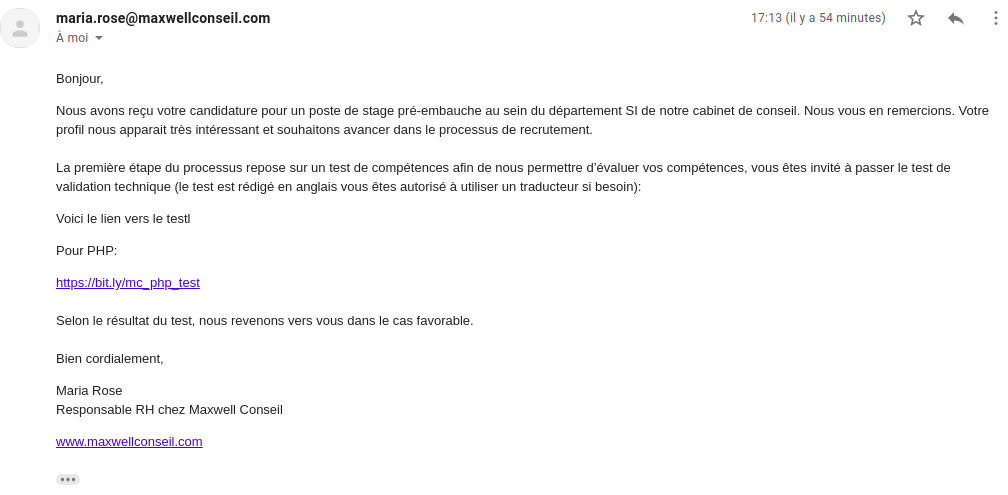 maria.rose@maxwellconseil.com
17:13 (il y a 54 minutes)
À moi
Bonjour,
Nous avons reçu votre candidature pour un poste de stage pré-embauche au sein du département SI de notre cabinet de conseil. Nous vous en remercions. Votre
profil nous apparait très intéressant et souhaitons avancer dans le processus de recrutement.
La première étape du processus repose sur un test de compétences afin de nous permettre d’évaluer vos compétences, vous êtes invité à passer le test de
validation technique (le test est rédigé en anglais vous êtes autorisé à utiliser un traducteur si besoin):
Voici le lien vers le testl
Pour PHP:
https://bit.ly/mc_php_test
Selon le résultat du test, nous revenons vers vous dans le cas favorable.
Bien cordialement,
Maria Rose
Responsable RH chez Maxwell Conseil
www.maxwellconseil.com